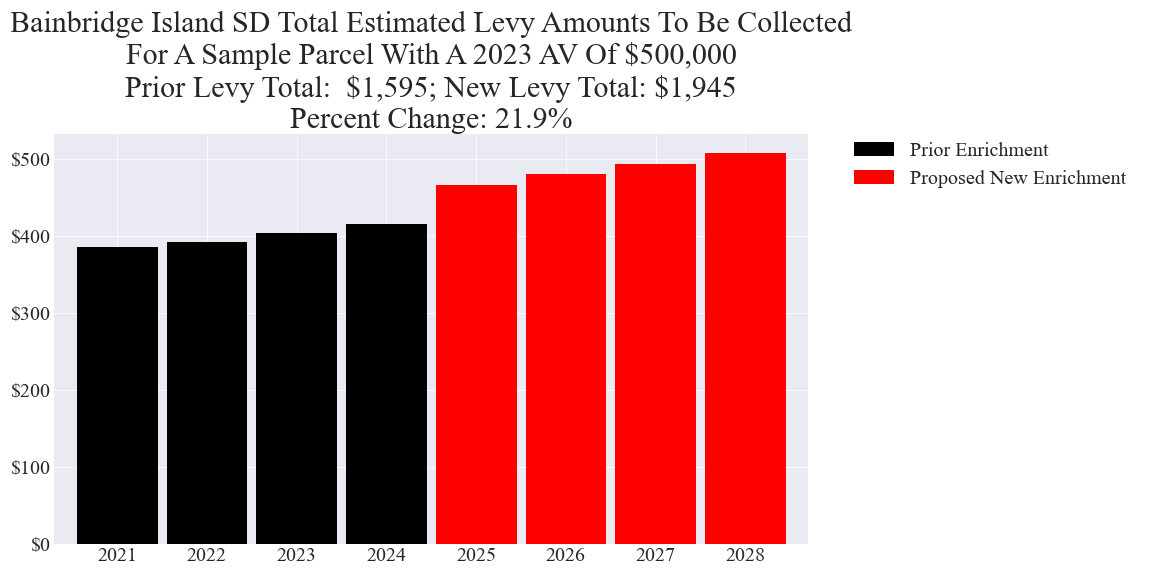 Bainbridge Island SD Total Estimated Levy Amounts To Be Collected
For A Sample Parcel With A 2023 AV Of $500,000
Prior Levy Total:  $1,595; New Levy Total: $1,945
Percent Change: 21.9%
Prior Enrichment
Proposed New Enrichment
$500
$400
$300
$200
$100
$0
2021 2022 2023 2024 2025 2026 2027 2028